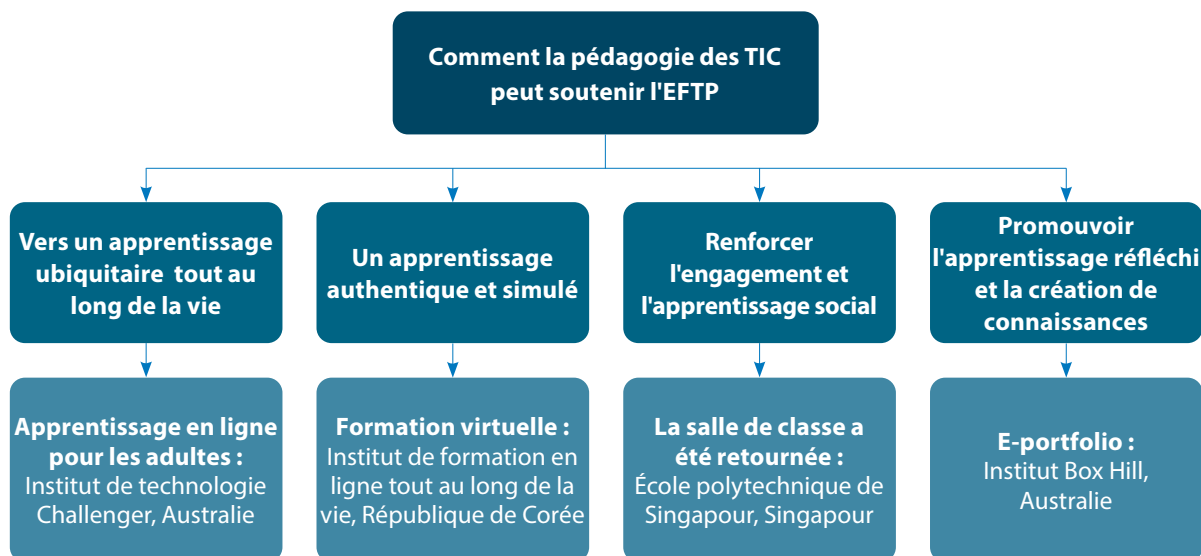 Comment la pédagogie des TIC
peut soutenir l'EFTP
Vers un apprentissage
ubiquitaire tout au
long de la vie
Un apprentissage
authentique et simulé
Renforcer
l'engagement et
l'apprentissage social
Promouvoir
l'apprentissage réfléchi
et la création de
connaissances
Apprentissage en ligne
pour les adultes :
Institut de technologie
Challenger, Australie
Formation virtuelle :
Institut de formation en
ligne tout au long de la
vie, République de Corée
La salle de classe a
été retournée :
École polytechnique de
Singapour, Singapour
E-portfolio :
Institut Box Hill,
Australie